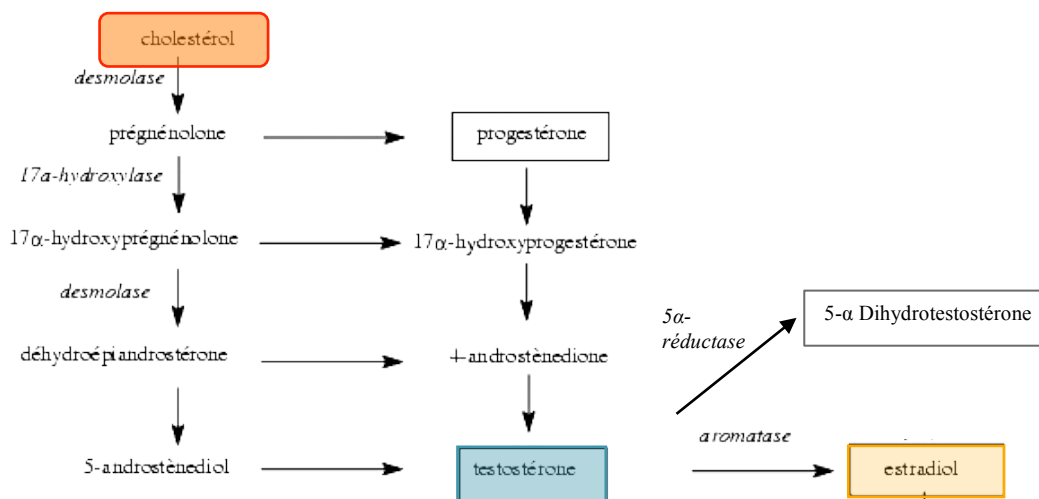 cholestérol
desmolase
prégnénolone
progestérone
17a-hydroxylase
17α-hydroxyprégnénolone
17α-hydroxyprogestérone
desmolase
5α-
réductase
5-α Dihydrotestostérone
déhydroépiandrostérone
+androstènedione
aromatase
5-androstènediol
testostérone
estradiol